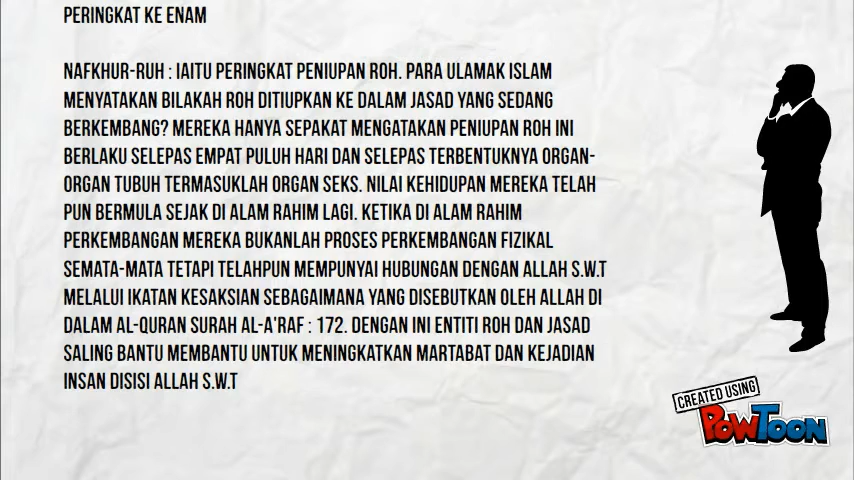 PERINGKAT KE ENAM
NAFKHUR-RUH : IAITU PERINGKAT PENIUPAN ROH. PARA ULAMAK ISLAM
MENYATAKAN BILAKAH ROH DITIUPKAN KE DALAM JASAD YANG SEDANG
BERKEMBANG? MEREKA HANYA SEPAKAT MENGATAKAN PENIUPAN ROH INI
BERLAKU SELEPAS EMPAT PULUH HARI DAN SELEPAS TERBENTUKNYA ORGAN-
ORGAN TUBUH TERMASUKLAH ORGAN SEKS. NILAI KEHIDUPAN MEREKA TELAH
PUN BERMULA SEJAK DI ALAM RAHIM LAGI. KETIKA DI ALAM RAHIM
PERKEMBANGAN MEREKA BUKANLAH PROSES PERKEMBANGAN FIZIKAL
SEMATA-MATA TETAPI TELAHPUN MEMPUNYAI HUBUNGAN DENGAN ALLAH S.W.T
MELALUI IKATAN KESAKSIAN SEBAGAIMANA YANG DISEBUTKAN OLEH ALLAH DI
DALAM AL-QURAN SURAH AL-A'RAF : 172. DENGAN INI ENTITI ROH DAN JASAD
SALING BANTU MEMBANTU UNTUK MENINGKATKAN MARTABAT DAN KEJADIAN
INSAN DISISI ALLAH S.W.T
CREATED USING
POWTOON